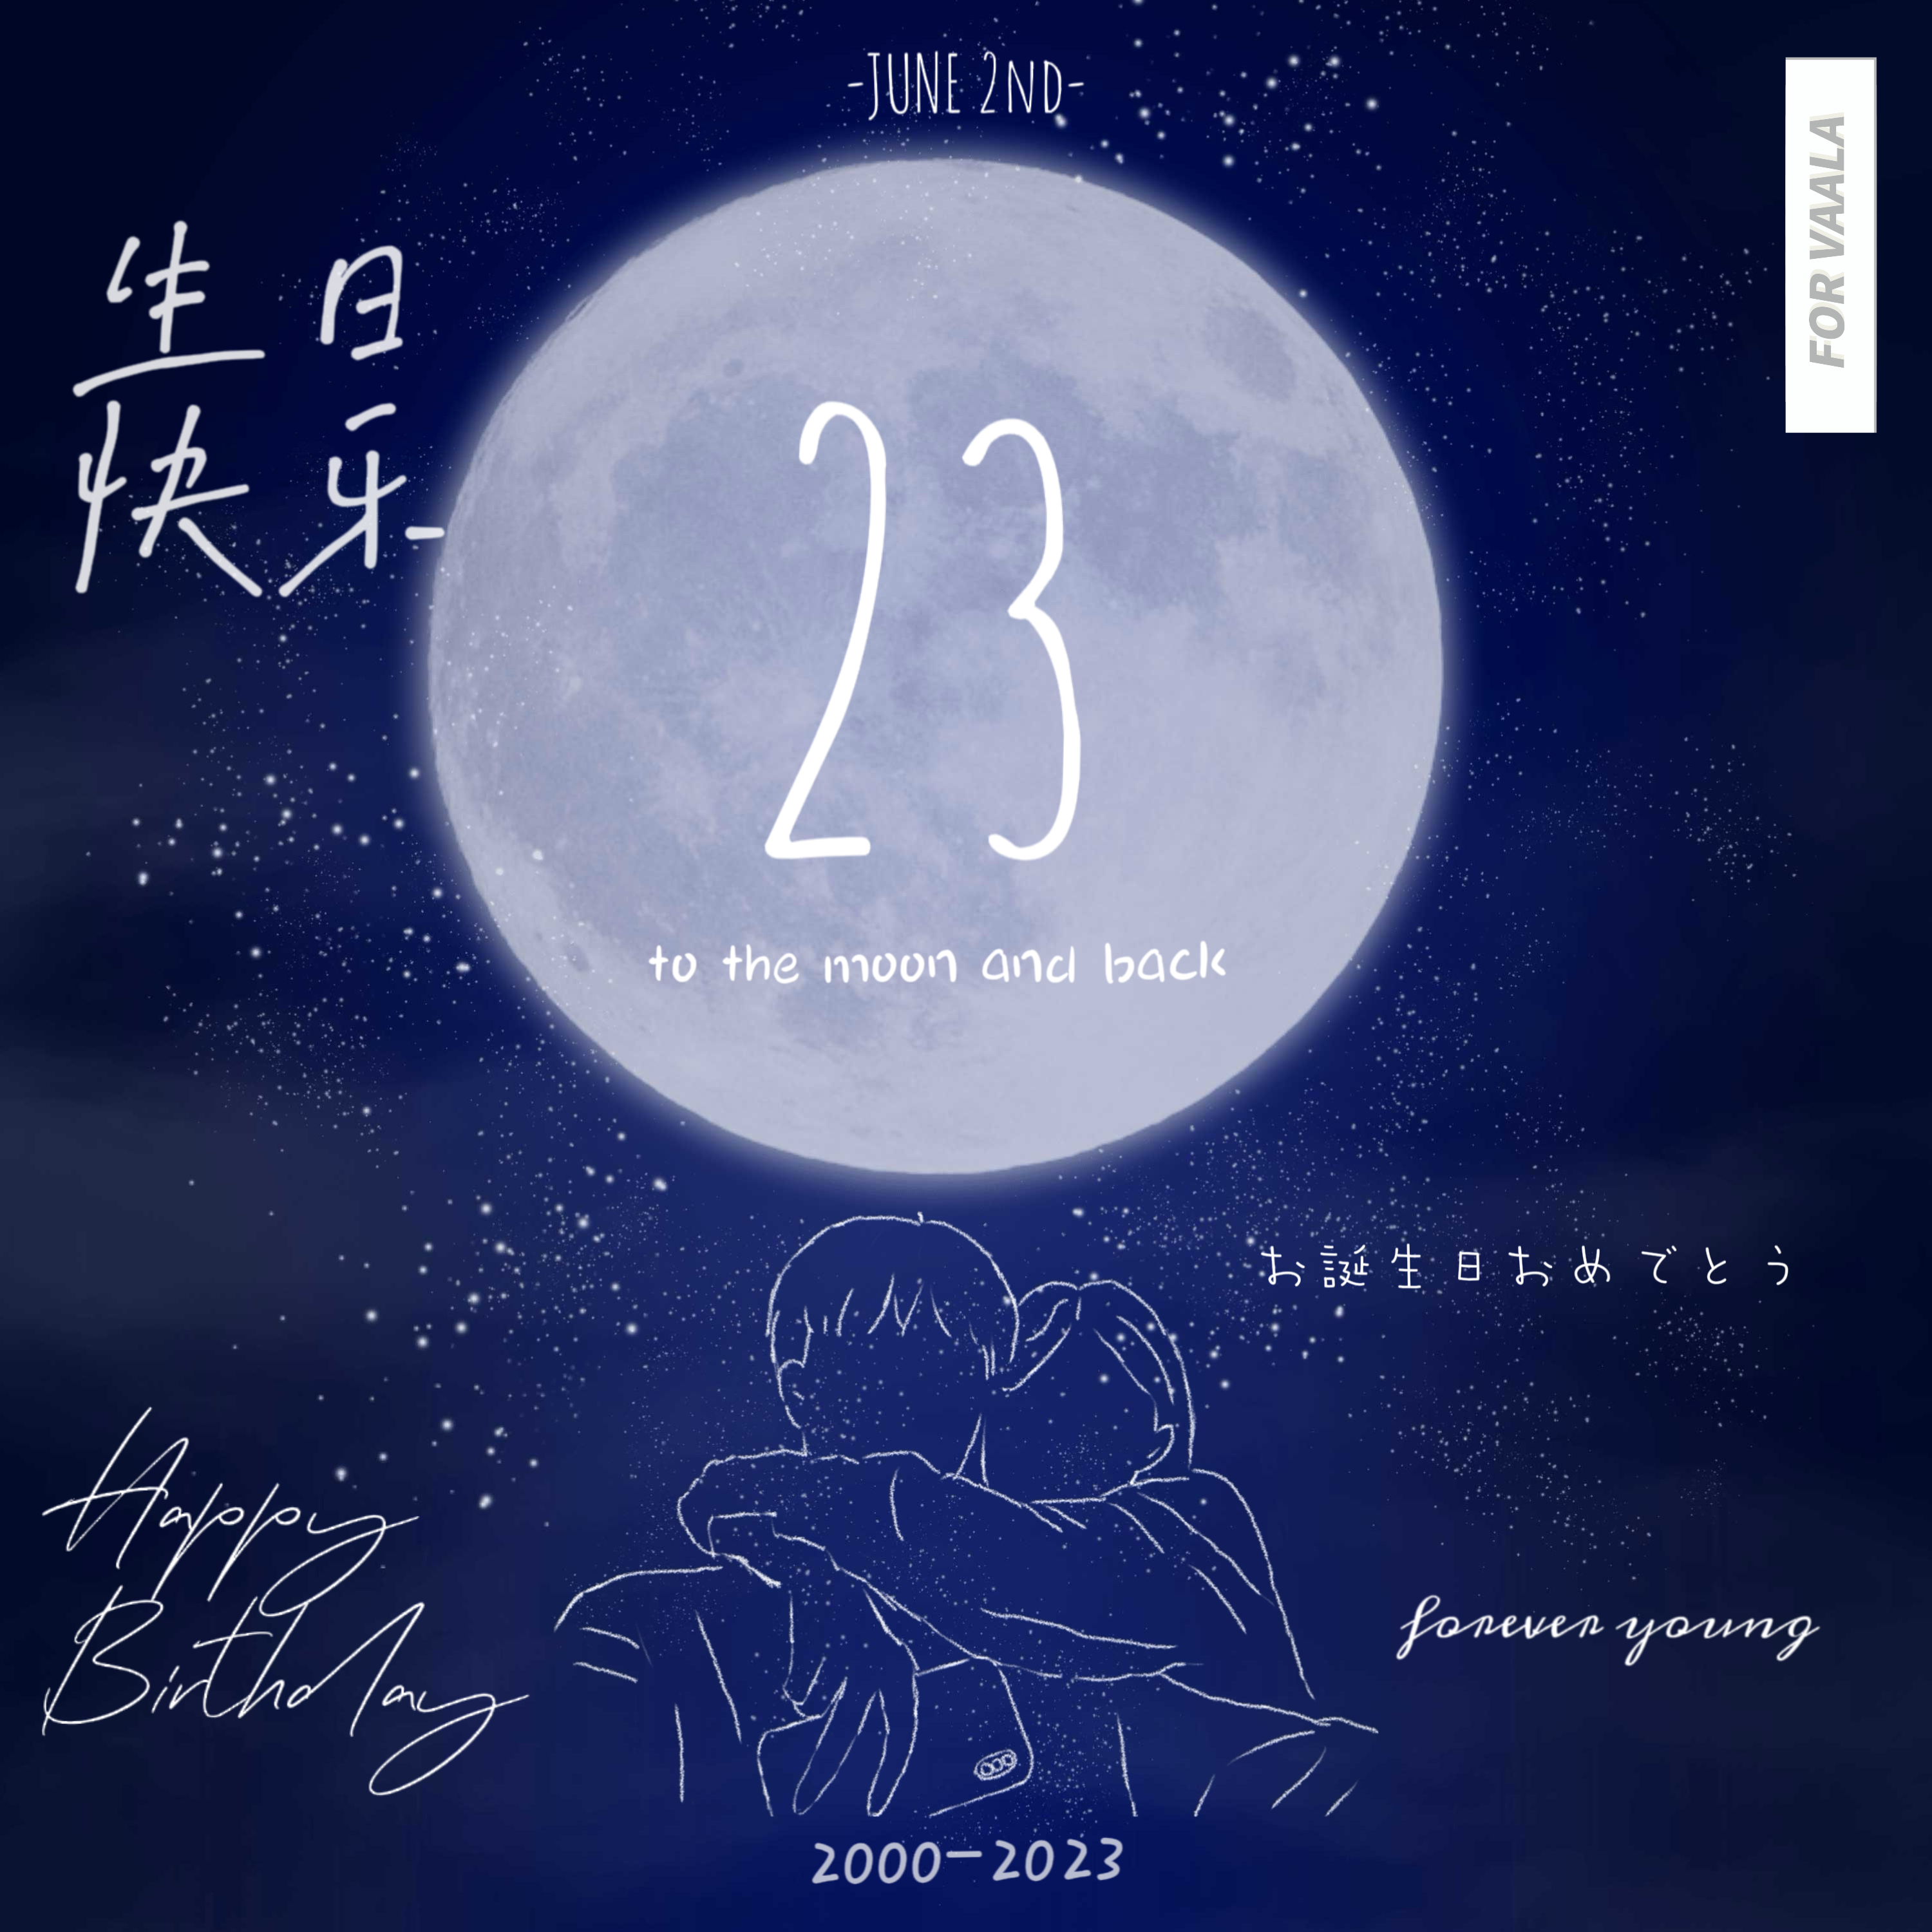 -JUNE 2ND-
FOR VAALA
生日
快乐
23
to the moon and back
お誕生日おめでとう
Happy
Birthday
forever young
2000-2023